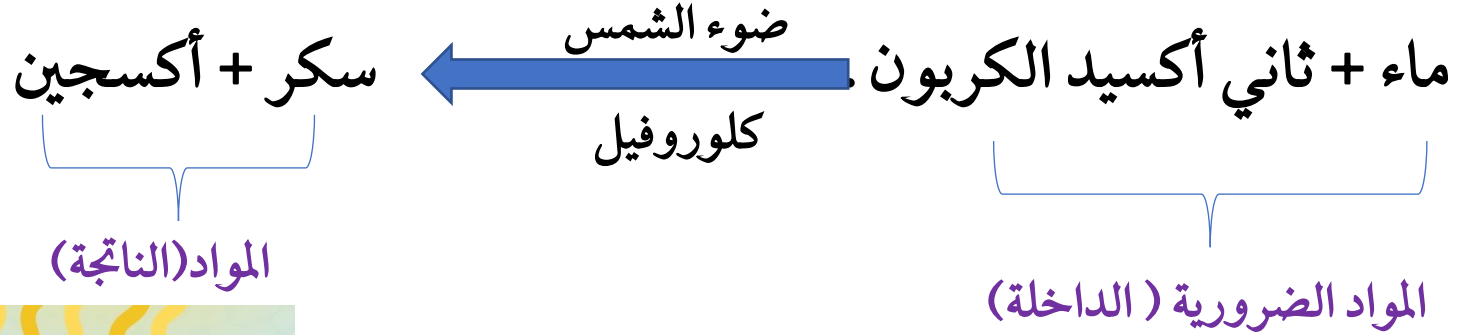 ضوء الشمس
ماء + ثاني أكسيد الكربون . سكر + أكسجين
كلوروفيل
المواد(الناتجة)
المواد الضرورية ( الداخلة)